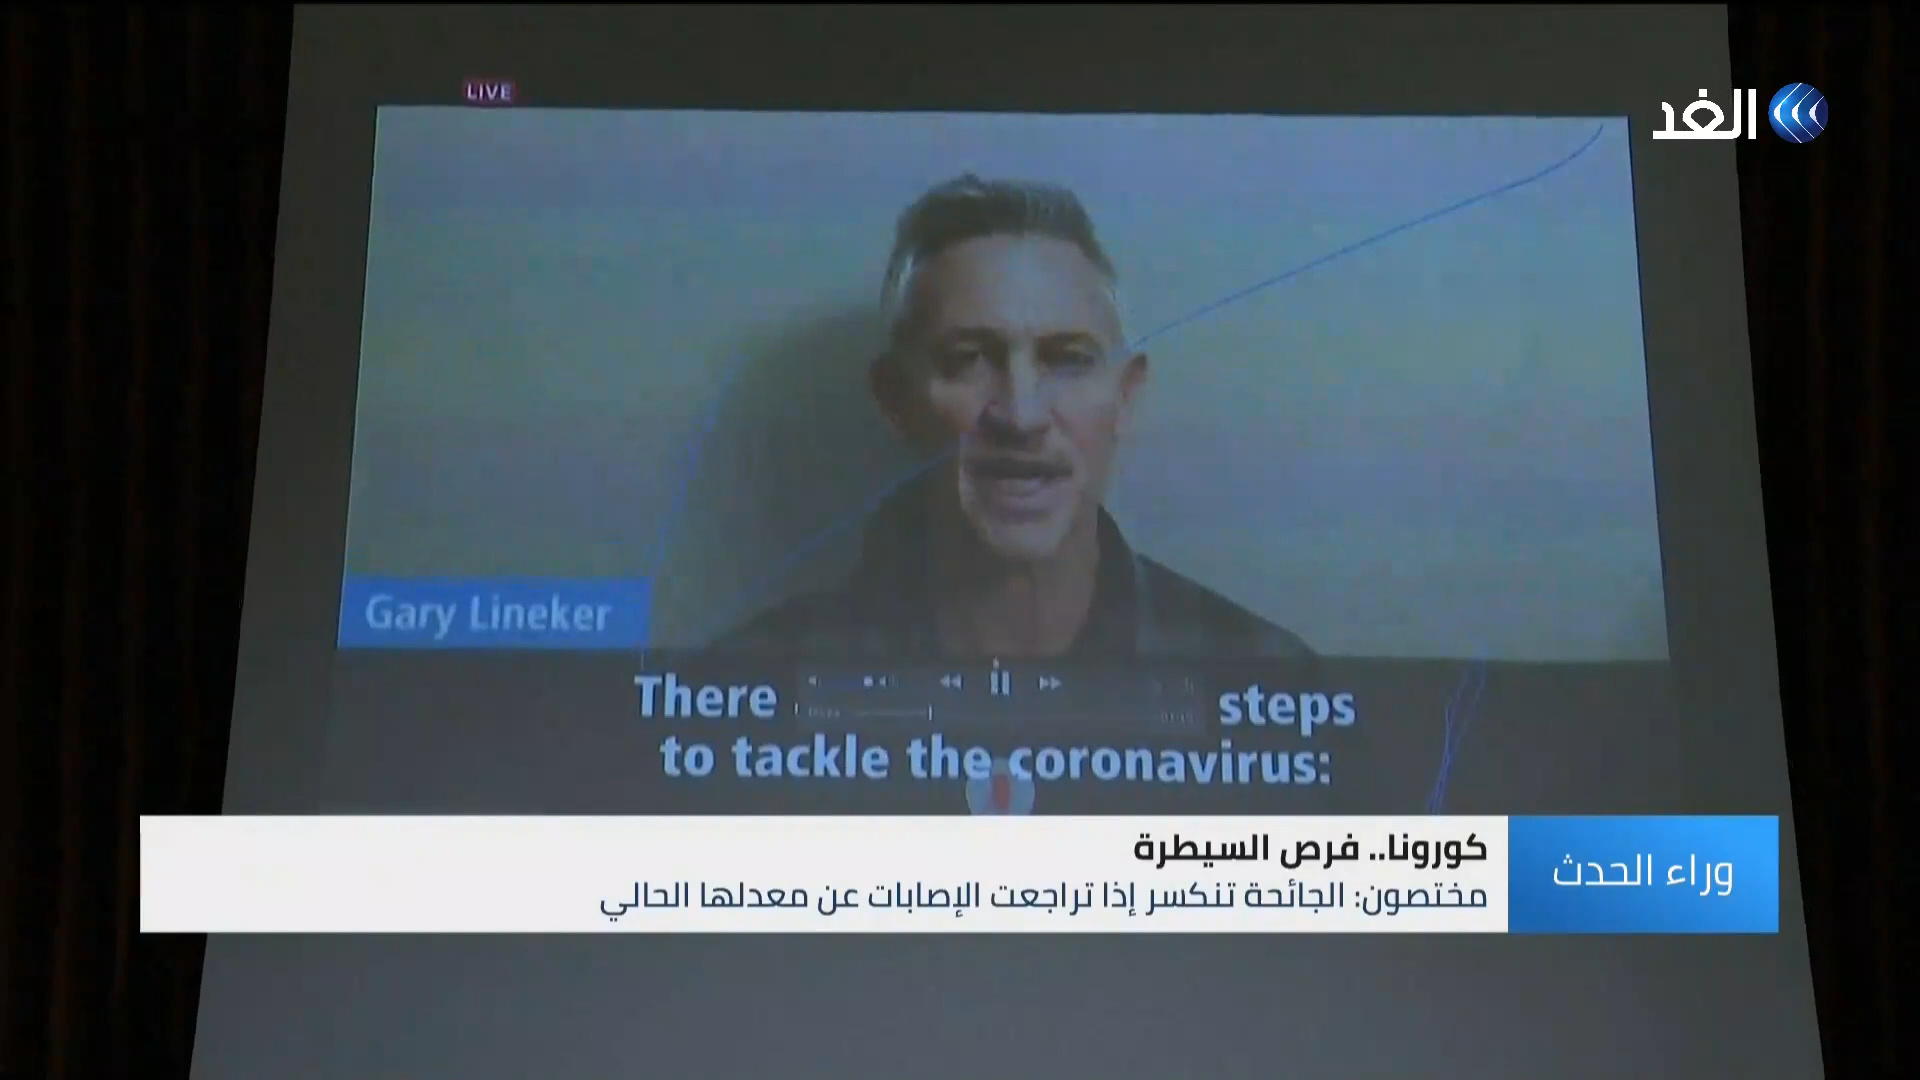 LIVE
الغد
Gary Lineker
There steps
to tackle the coronavirus:
كورونا.. فرص السيطرة
وراء الحدث
مختصون: الجائحة تنكسر إذا تراجعت الإصابات عن معدلها الحالي